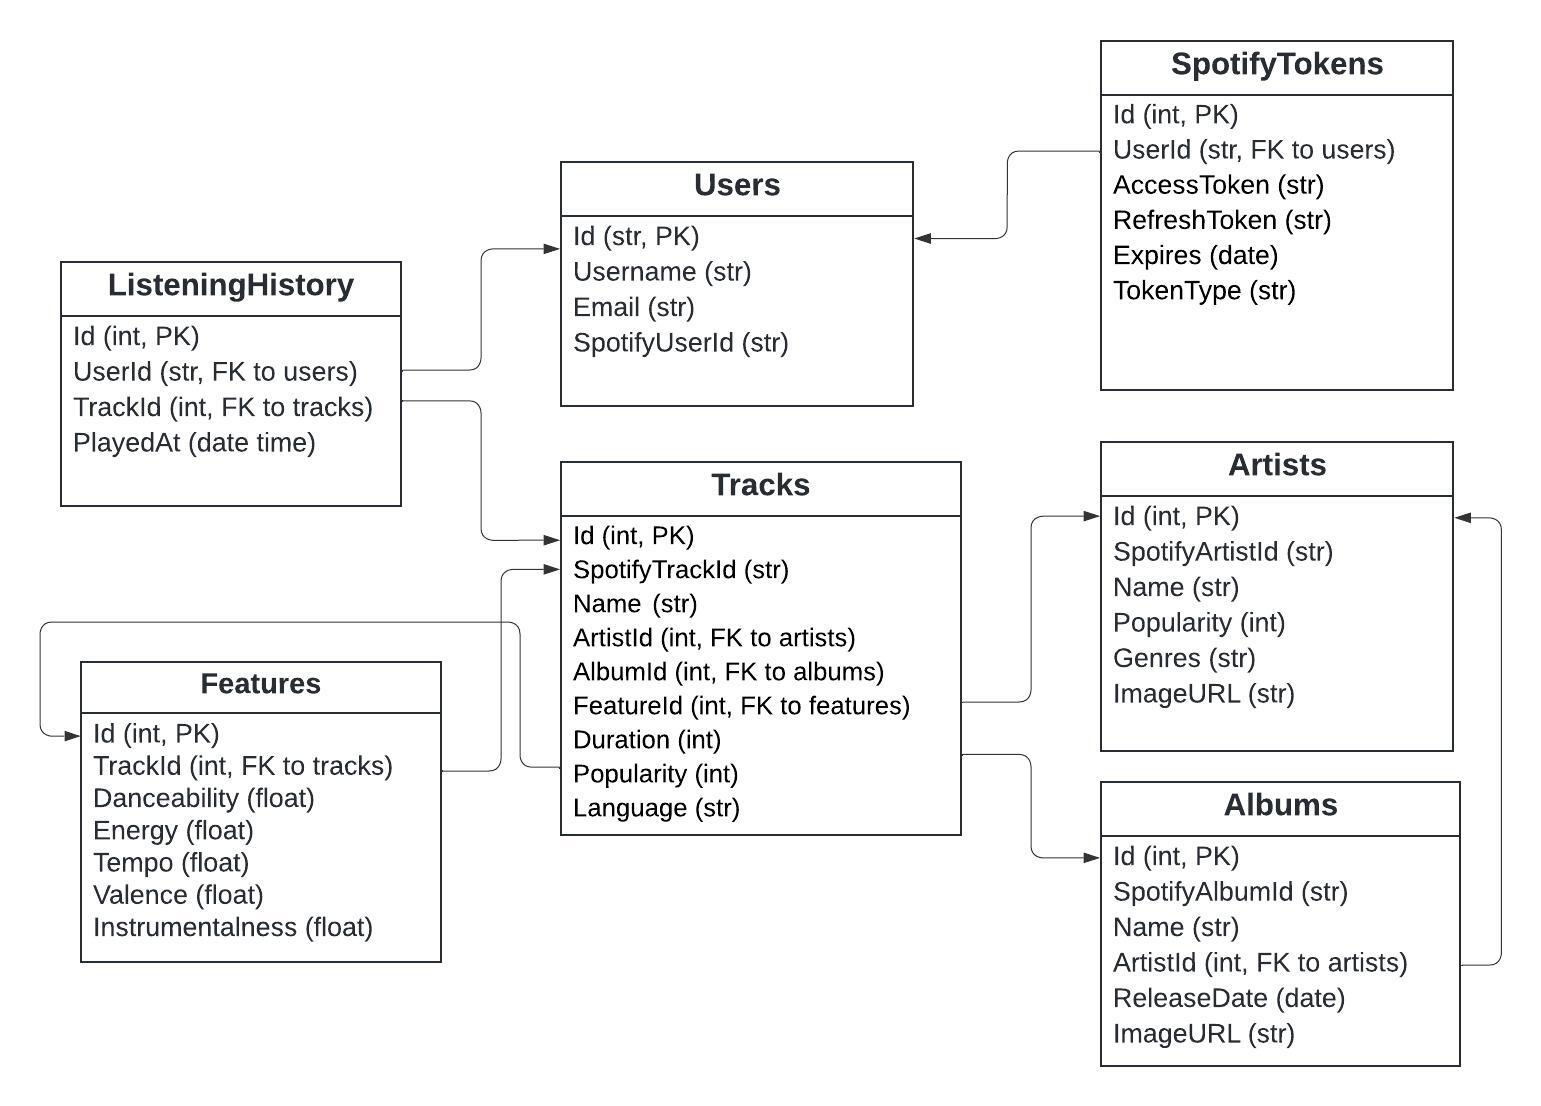 SpotifyTokens
Id (int, PK)
UserId (str, FK to users)
AccessToken (str)
RefreshToken (str)
Expires (date)
TokenType (str)
Users
Id (str, PK)
Username (str)
Email (str)
SpotifyUserId (str)
ListeningHistory
Id (int, PK)
UserId (str, FK to users)
TrackId (int, FK to tracks)
PlayedAt (date time)
Tracks
Id (int, PK)
SpotifyTrackId (str)
Name (str)
ArtistId (int, FK to artists)
AlbumId (int, FK to albums)
FeatureId (int, FK to features)
Duration (int)
Popularity (int)
Language (str)
Artists
Id (int, PK)
SpotifyArtistId (str)
Name (str)
Popularity (int)
Genres (str)
ImageURL (str)
Features
Id (int, PK)
TrackId (int, FK to tracks)
Danceability (float)
Energy (float)
Tempo (float)
Valence (float)
Instrumentalness (float)
Albums
Id (int, PK)
SpotifyAlbumId (str)
Name (str)
ArtistId (int, FK to artists)
ReleaseDate (date)
ImageURL (str)